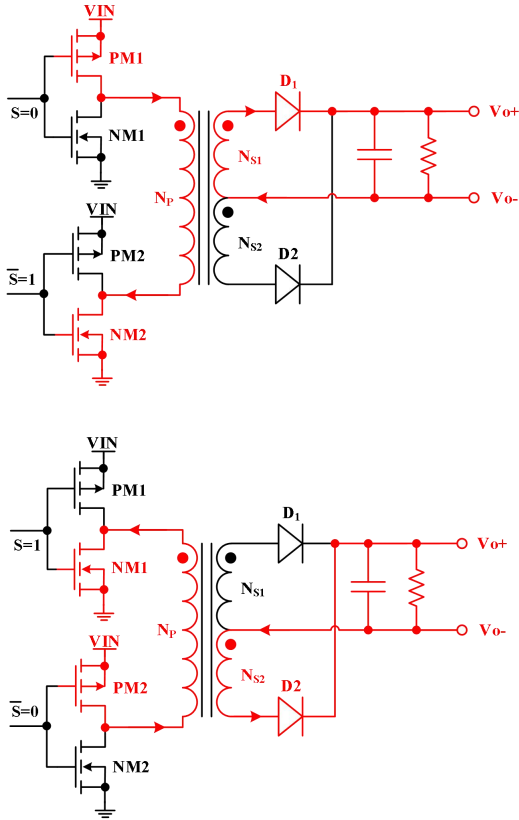 VIN
PM1
S=0
NM1
D1
Vo+
NP
NS1
Vo-
VIN
NS2
PM2
D2
S̅=1
NM2
VIN
PM1
S=1
NM1
D1
Vo+
NP
NS1
Vo-
VIN
NS2
PM2
D2
S̅=0
NM2